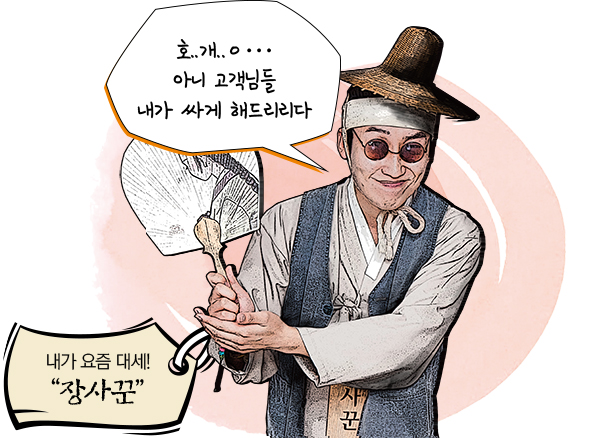 호..개..ㅇ···
아니 고객님들
내가 싸게 해드리리다
내가 요즘 대세!
“장사꾼”
사꾼